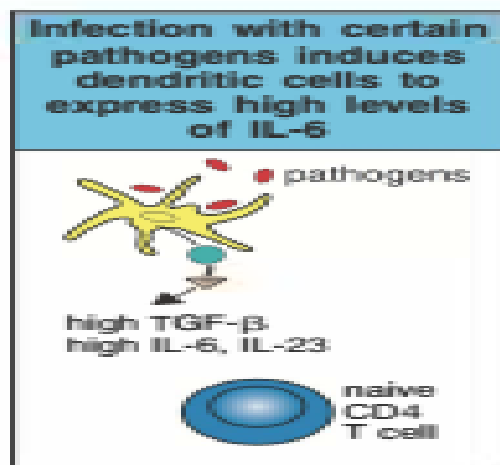 Infection with certain
pathogens induces
dendritic cells to
express high levels
of IL-6
pathogens
high TGF-β
high IL-6, IL-23
naive
CD4
T cell